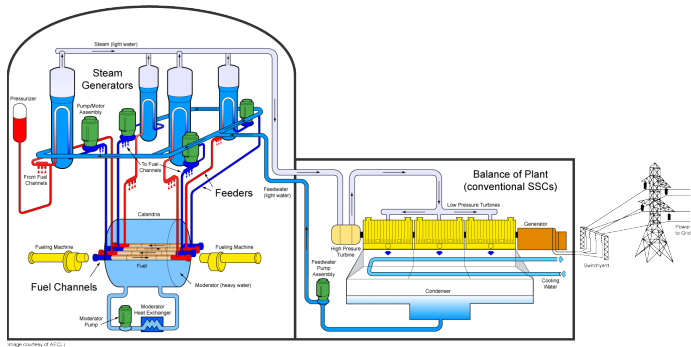 Steam (light water)
Steam
Generators
Pressurizer
Pump/Motor
Assembly
From Fuel
Channels
To Fuel
Channels
Feeders
Feedwater
(light water)
Balance of Plant
(conventional SSCs)
Low Pressure Turbines
Generator
High Presure
Turbine
Power
to Grid
Switchyard
Calandria
Fueling Machine
Fueling Machine
Fuel
Fuel Channels
Moderator (heavy water)
Moderator
Pump
Moderator
Heat Exchanger
Feedwater
Pump
Assembly
Cooling
Water
Condenser
Image courtesy of AECL)